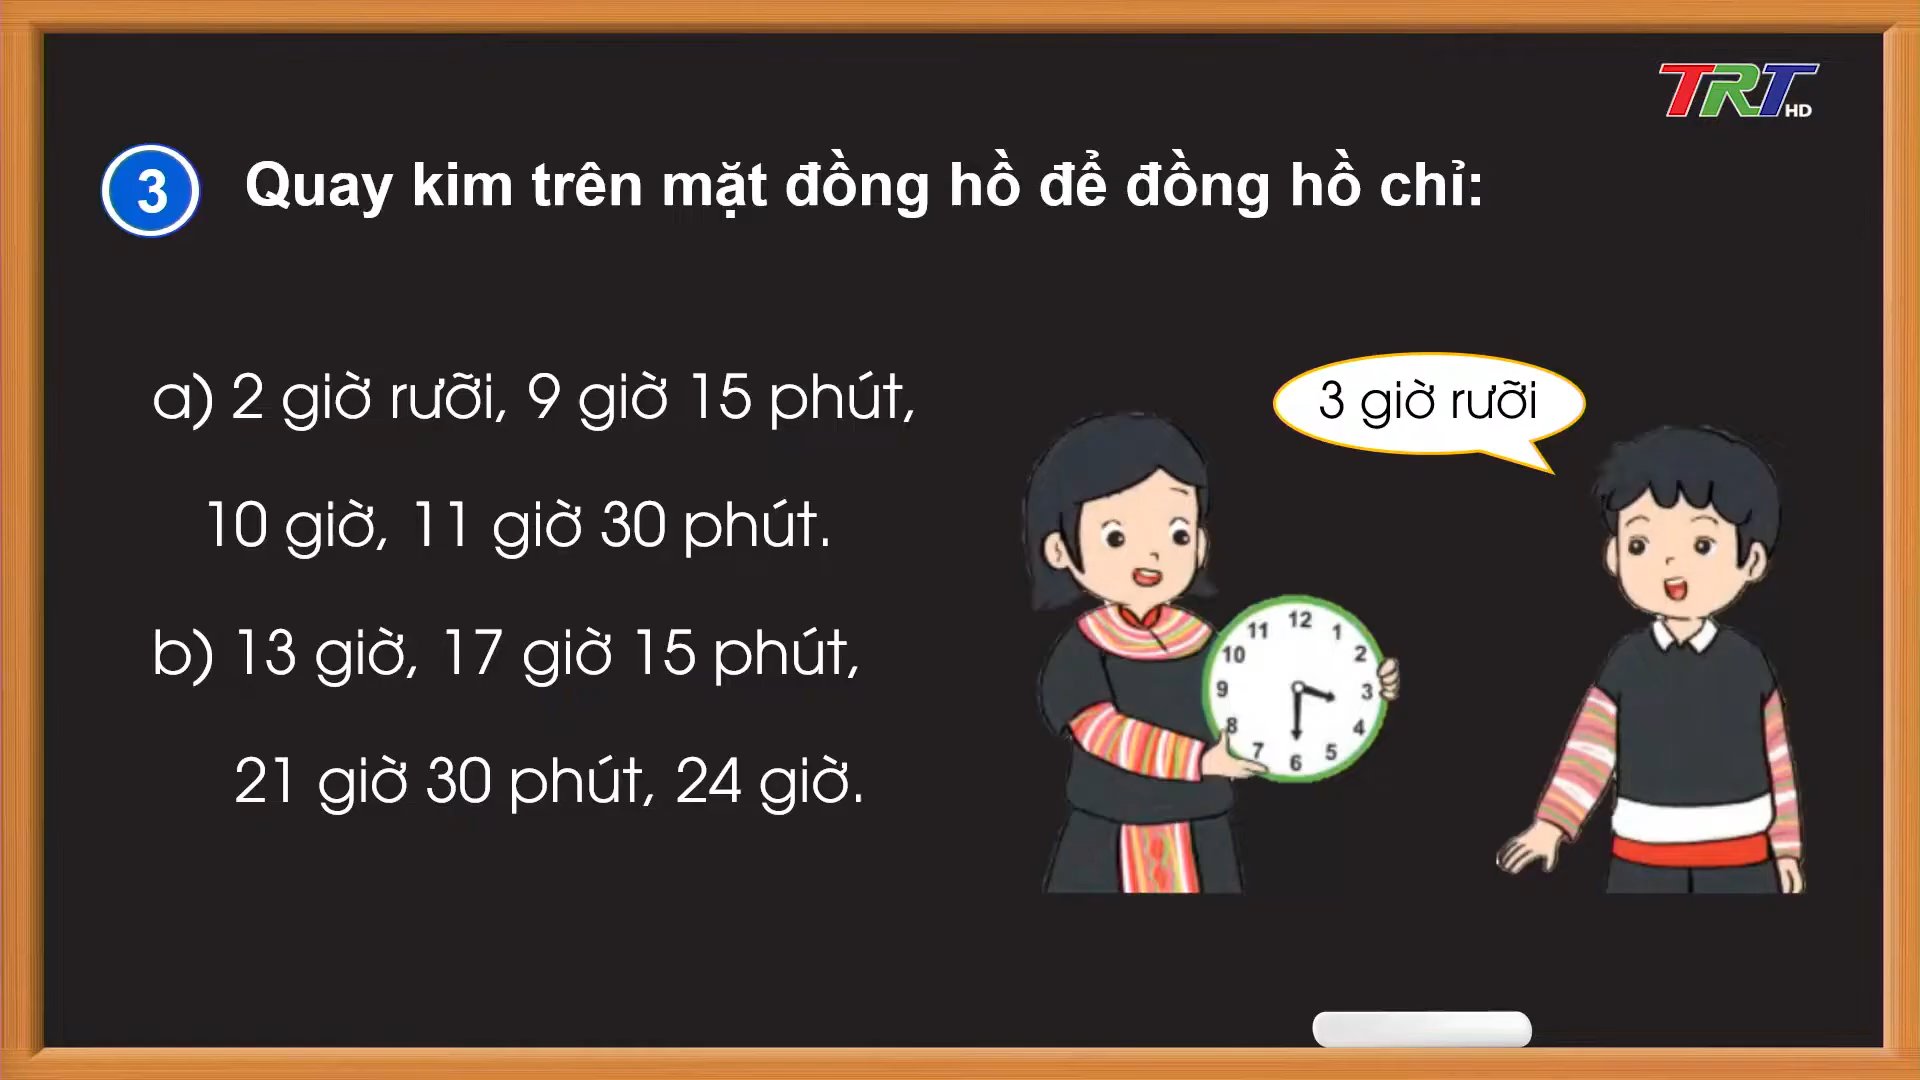 TRT HD
3 Quay kim trên mặt đồng hồ để đồng hồ chỉ:
a) 2 giờ rưỡi, 9 giờ 15 phút,
10 giờ, 11 giờ 30 phút.
b) 13 giờ, 17 giờ 15 phút,
21 giờ 30 phút, 24 giờ.
3 giờ rưỡi
12
11 1
10 2
9 3
8 4
7 5
6